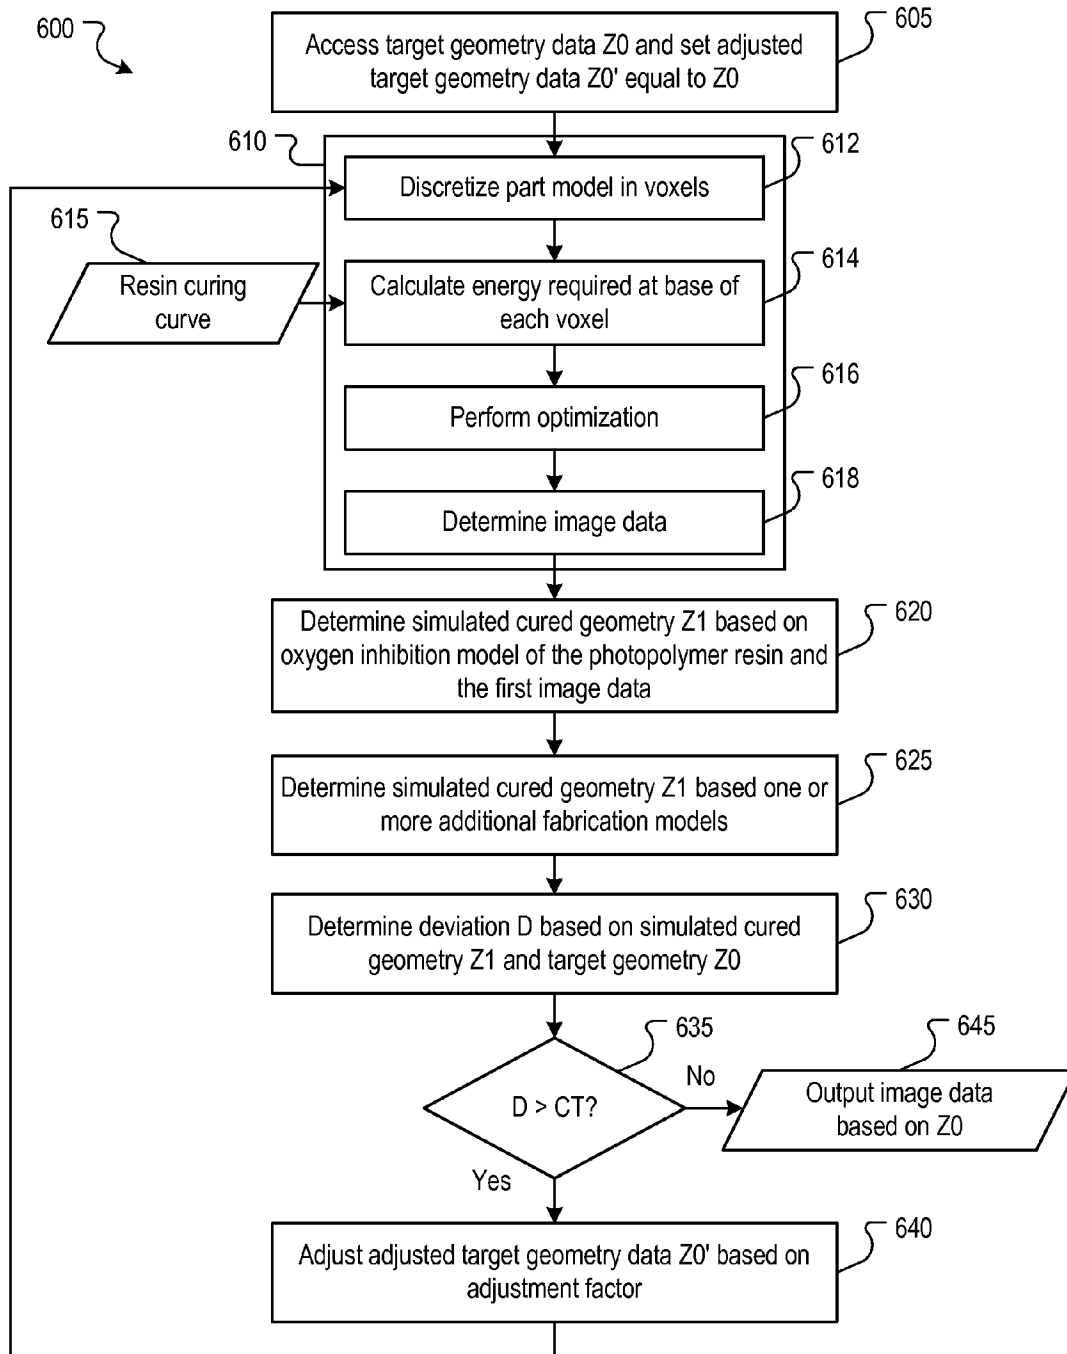 600
605
Access target geometry data Z0 and set adjusted
target geometry data Z0' equal to Z0
610
612
Discretize part model in voxels
615
Resin curing
curve
614
Calculate energy required at base of
each voxel
616
Perform optimization
618
Determine image data
620
Determine simulated cured geometry Z1 based on
oxygen inhibition model of the photopolymer resin and
the first image data
625
Determine simulated cured geometry Z1 based one or
more additional fabrication models
630
Determine deviation D based on simulated cured
geometry Z1 and target geometry Z0
635
D > CT?
No
645
Output image data
based on Z0
Yes
640
Adjust adjusted target geometry data Z0' based on
adjustment factor